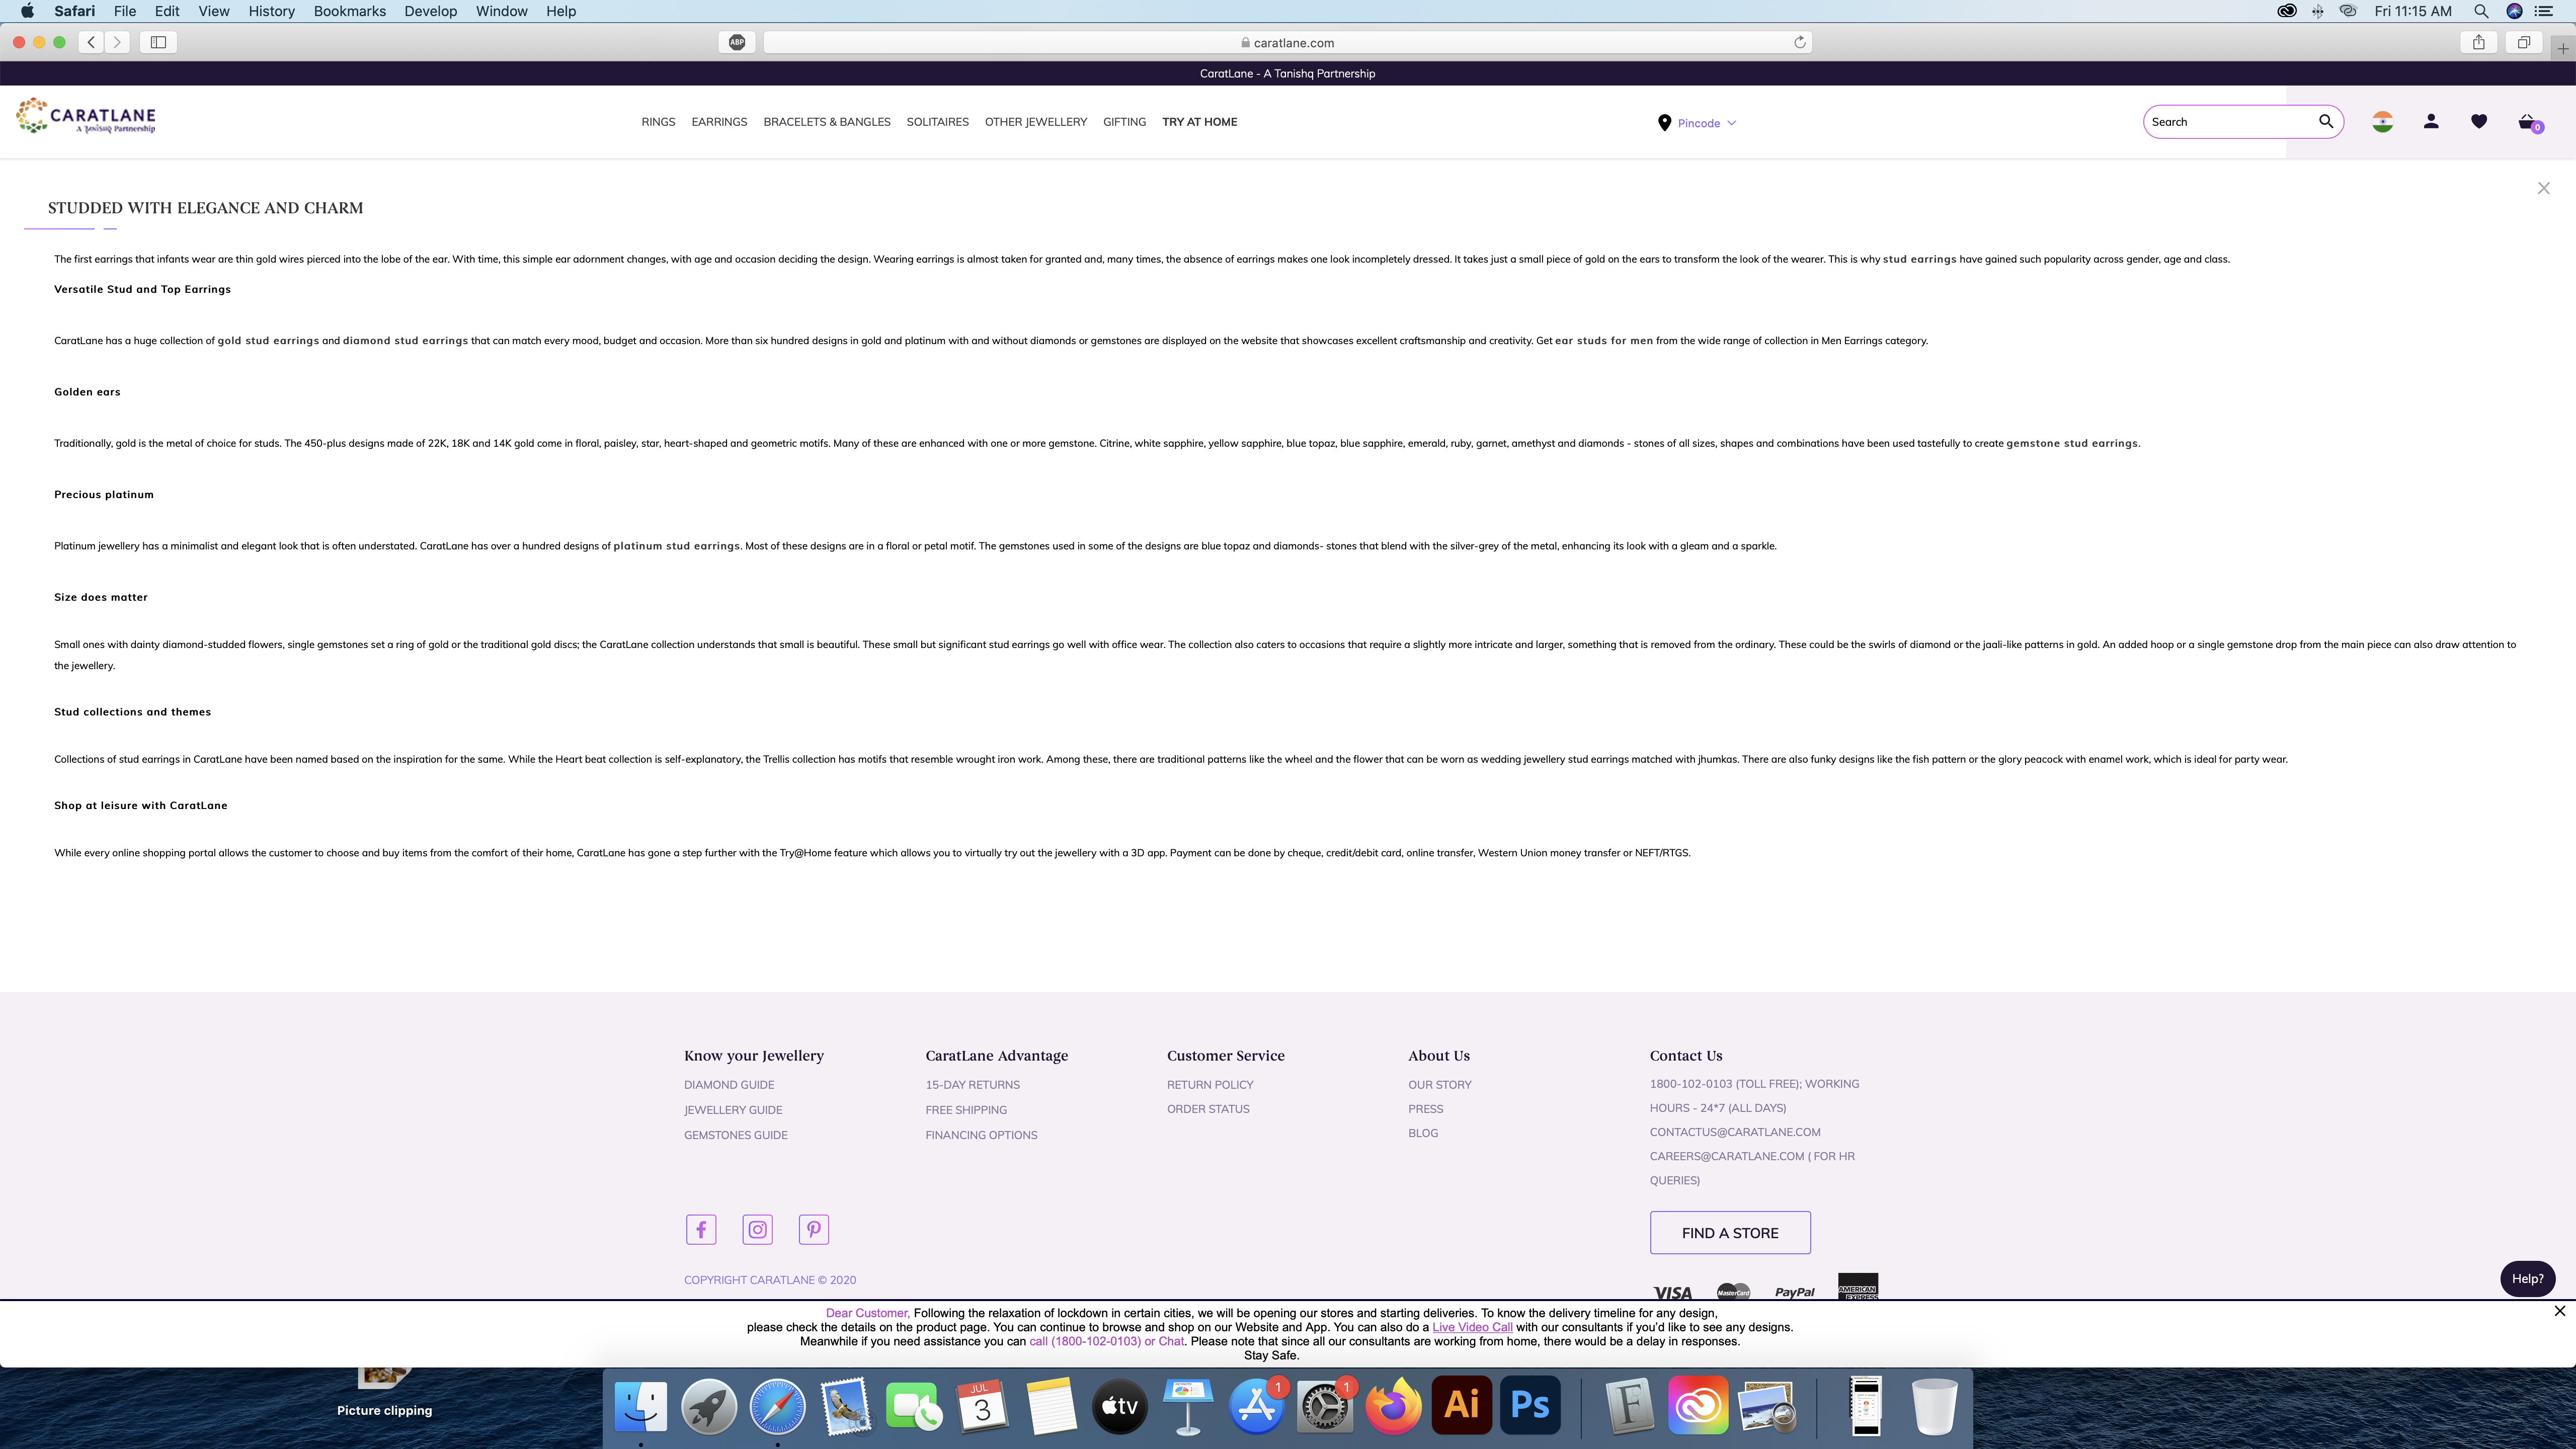 Safari File Edit View History Bookmarks Develop Window Help
Fri 11:15 AM
ABP
caratlane.com
CaratLane - A Tanishq Partnership
CARATLANE
A TANISHQ Partnership
RINGS EARRINGS BRACELETS & BANGLES SOLITAIRES OTHER JEWELLERY GIFTING TRY AT HOME
Pincode
Search
0
STUDDED WITH ELEGANCE AND CHARM
The first earrings that infants wear are thin gold wires pierced into the lobe of the ear. With time, this simple ear adornment changes, with age and occasion deciding the design. Wearing earrings is almost taken for granted and, many times, the absence of earrings makes one look incompletely dressed. It takes just a small piece of gold on the ears to transform the look of the wearer. This is why stud earrings have gained such popularity across gender, age and class.
Versatile Stud and Top Earrings
CaratLane has a huge collection of gold stud earrings and diamond stud earrings that can match every mood, budget and occasion. More than six hundred designs in gold and platinum with and without diamonds or gemstones are displayed on the website that showcases excellent craftsmanship and creativity. Get ear studs for men from the wide range of collection in Men Earrings category.
Golden ears
Traditionally, gold is the metal of choice for studs. The 450-plus designs made of 22K, 18K and 14K gold come in floral, paisley, star, heart-shaped and geometric motifs. Many of these are enhanced with one or more gemstone. Citrine, white sapphire, yellow sapphire, blue topaz, blue sapphire, emerald, ruby, garnet, amethyst and diamonds - stones of all sizes, shapes and combinations have been used tastefully to create gemstone stud earrings.
Precious platinum
Platinum jewellery has a minimalist and elegant look that is often understated. CaratLane has over a hundred designs of platinum stud earrings. Most of these designs are in a floral or petal motif. The gemstones used in some of the designs are blue topaz and diamonds- stones that blend with the silver-grey of the metal, enhancing its look with a gleam and a sparkle.
Size does matter
Small ones with dainty diamond-studded flowers, single gemstones set a ring of gold or the traditional gold discs; the CaratLane collection understands that small is beautiful. These small but significant stud earrings go well with office wear. The collection also caters to occasions that require a slightly more intricate and larger, something that is removed from the ordinary. These could be the swirls of diamond or the jaali-like patterns in gold. An added hoop or a single gemstone drop from the main piece can also draw attention to
the jewellery.
Stud collections and themes
Collections of stud earrings in CaratLane have been named based on the inspiration for the same. While the Heart beat collection is self-explanatory, the Trellis collection has motifs that resemble wrought iron work. Among these, there are traditional patterns like the wheel and the flower that can be worn as wedding jewellery stud earrings matched with jhumkas. There are also funky designs like the fish pattern or the glory peacock with enamel work, which is ideal for party wear.
Shop at leisure with CaratLane
While every online shopping portal allows the customer to choose and buy items from the comfort of their home, CaratLane has gone a step further with the Try@Home feature which allows you to virtually try out the jewellery with a 3D app. Payment can be done by cheque, credit/debit card, online transfer, Western Union money transfer or NEFT/RTGS.
Know your Jewellery
DIAMOND GUIDE
JEWELLERY GUIDE
GEMSTONES GUIDE
CaratLane Advantage
15-DAY RETURNS
FREE SHIPPING
FINANCING OPTIONS
Customer Service
RETURN POLICY
ORDER STATUS
About Us
OUR STORY
PRESS
BLOG
Contact Us
1800-102-0103 (TOLL FREE); WORKING
HOURS - 24*7 (ALL DAYS)
CONTACTUS@CARATLANE.COM
CAREERS@CARATLANE.COM ( FOR HR
QUERIES)
FIND A STORE
COPYRIGHT CARATLANE © 2020
VISA MasterCard PayPal AMERICAN EXPRESS
Help?
Dear Customer, Following the relaxation of lockdown in certain cities, we will be opening our stores and starting deliveries. To know the delivery timeline for any design,
please check the details on the product page. You can continue to browse and shop on our Website and App. You can also do a Live Video Call with our consultants if you'd like to see any designs.
Meanwhile if you need assistance you can call (1800-102-0103) or Chat. Please note that since all our consultants are working from home, there would be a delay in responses.
Stay Safe.
Picture clipping
JUL
3
tv
1
1
Ai
Ps
F